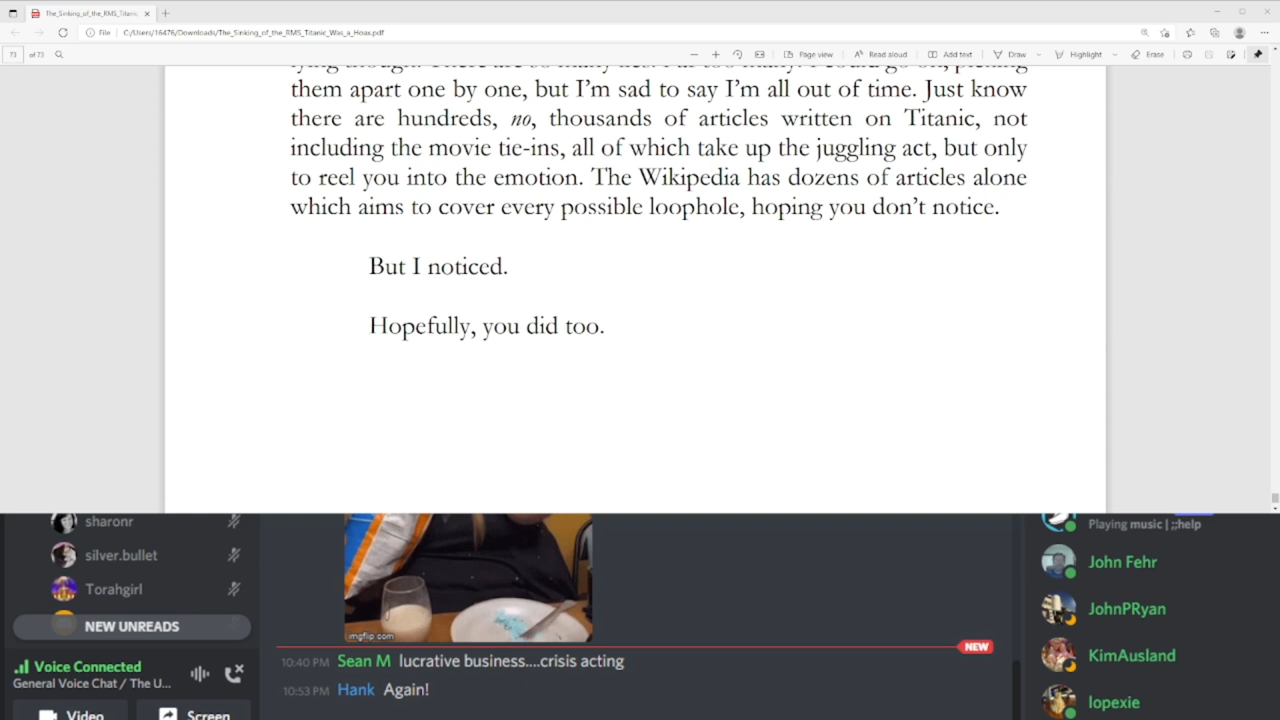 The_Sinking_of_the_RMS_Titanic
File C:/Users/16476/Downloads/The_Sinking_of_the_RMS_Titanic_Was_a_Hoax.pdf
73 of 73
Page view
Read aloud
Add text
Draw
Highlight
Erase
them apart one by one, but I'm sad to say I'm all out of time. Just know
there are hundreds, no, thousands of articles written on Titanic, not
including the movie tie-ins, all of which take up the juggling act, but only
to reel you into the emotion. The Wikipedia has dozens of articles alone
which aims to cover every possible loophole, hoping you don't notice.
But I noticed.
Hopefully, you did too.
sharonr
silver.bullet
Torahgirl
NEW UNREADS
Voice Connected
General Voice Chat / The U...
Video
Screen
imgflip.com
NEW
10:40 PM Sean M lucrative business....crisis acting
10:53 PM Hank Again!
Playing music | ;;help
John Fehr
JohnPRyan
KimAusland
lopexie